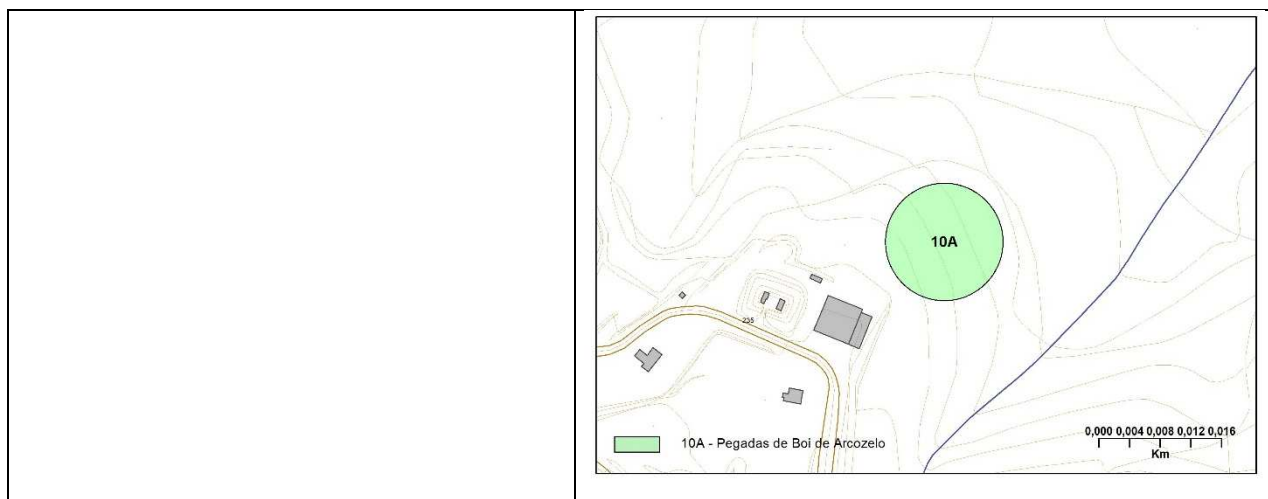 10A
235
10A - Pegadas de Boi de Arcozelo
0,000 0,004 0,008 0,012 0,016
Km